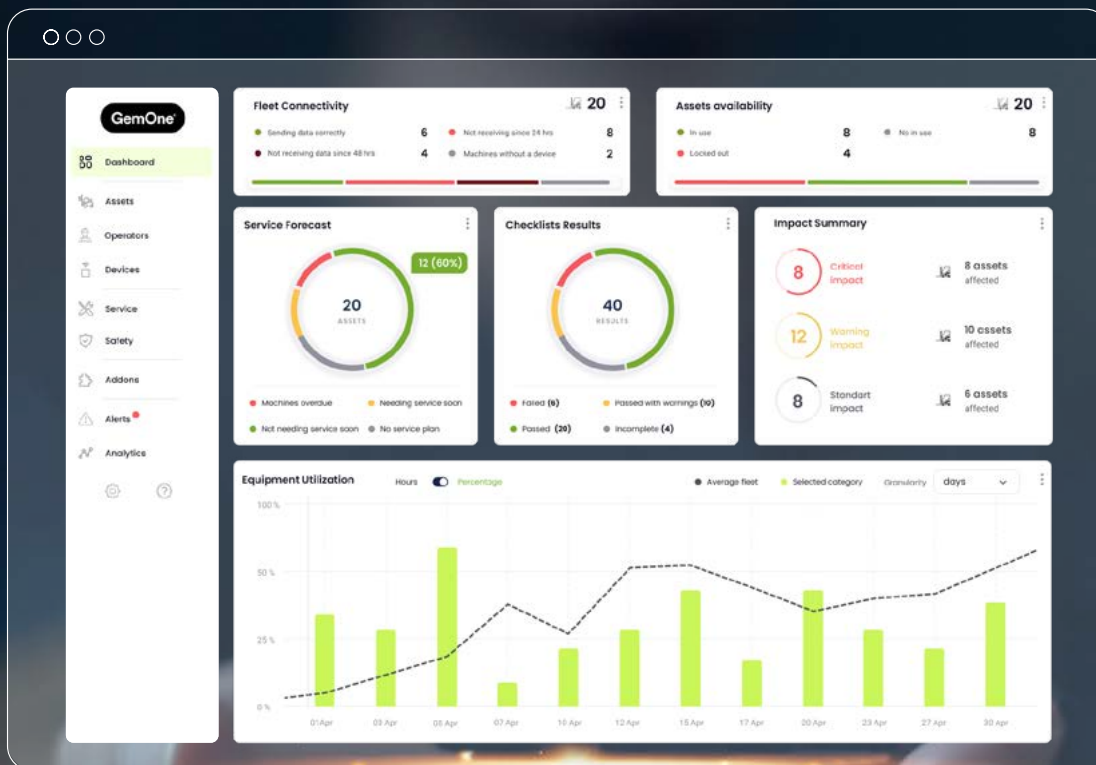 GemOne
Dashboard
Assets
Operators
Devices
Service
Safety
Addons
Alerts
Analytics
Fleet Connectivity 20
Sending data correctly 6 Not receiving since 24 hrs 8
Not receiving data since 48 hrs 4 Machines without a device 2
Assets availability 20
In use 8 No in use 8
Locked out 4
Service Forecast
12 (60%)
20
ASSETS
Machines overdue Needing service soon
Not needing service soon No service plan
Checklists Results
40
RESULTS
Failed (6) Passed with warnings (10)
Passed (20) Incomplete (4)
Impact Summary
8 Critical impact 8 assets affected
12 Warning impact 10 assets affected
8 Standart impact 6 assets affected
Equipment Utilization Hours Percentage Average fleet Selected category Granularity days
100 %
50 %
25 %
0 %
01Apr 03 Apr 05 Apr 07 Apr 10 Apr 12 Apr 15 Apr 17 Apr 20 Apr 23 Apr 27 Apr 30 Apr